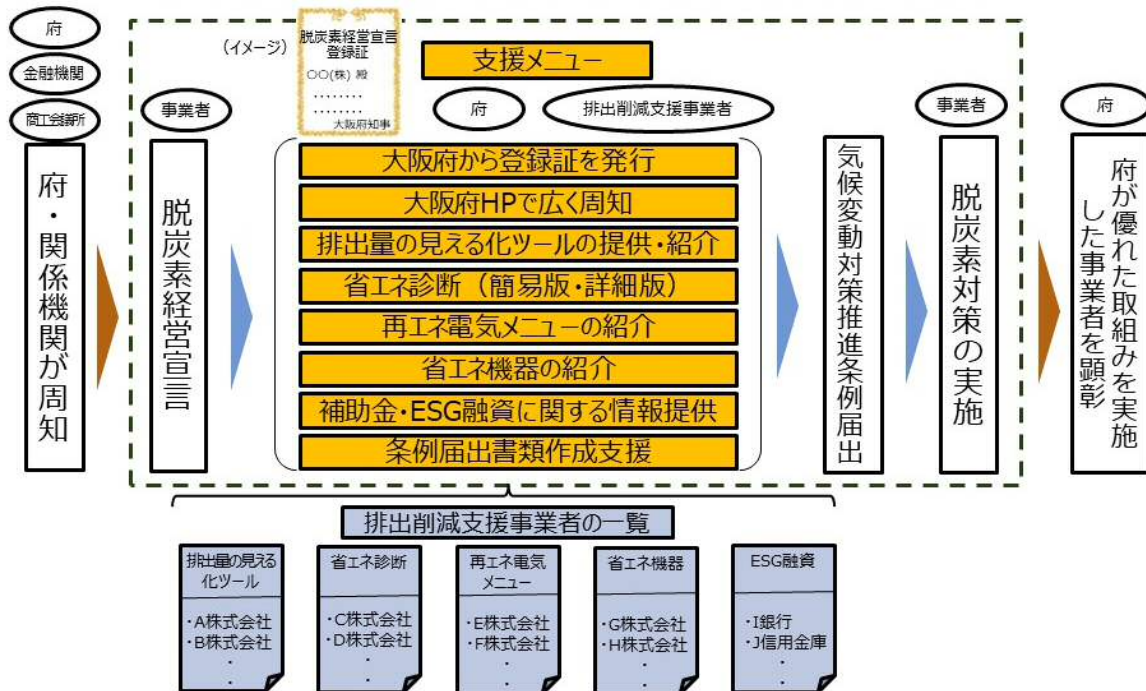 府
金融機関
商工会議所
府・関係機関が周知
事業者
脱炭素経営宣言
(イメージ)
脱炭素経営宣言
登録証
〇〇(株) 殿
........
........
大阪府知事
支援メニュー
府
排出削減支援事業者
大阪府から登録証を発行
大阪府HPで広く周知
排出量の見える化ツールの提供・紹介
省エネ診断（簡易版・詳細版）
再エネ電気メニューの紹介
省エネ機器の紹介
補助金・ESG融資に関する情報提供
条例届出書類作成支援
気候変動対策推進条例届出
事業者
脱炭素対策の実施
府
府が優れた取組みを実施
した事業者を顕彰
排出削減支援事業者の一覧
排出量の見える
化ツール
・A株式会社
・B株式会社
・
・
省エネ診断
・C株式会社
・D株式会社
・
・
再エネ電気
メニュー
・E株式会社
・F株式会社
・
・
省エネ機器
・G株式会社
・H株式会社
・
・
ESG融資
・I銀行
・J信用金庫
・
・